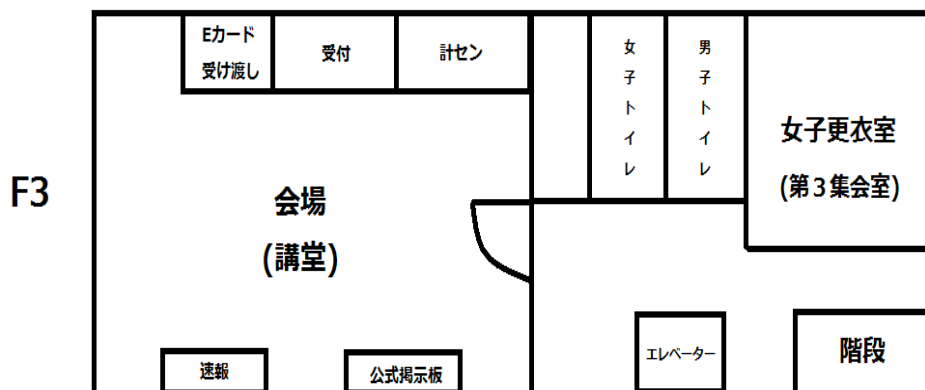 F3
Eカード
受け渡し
受付
計セン
女子トイレ
男子トイレ
女子更衣室
(第3集会室)
会場
(講堂)
速報
公式掲示板
エレベーター
階段